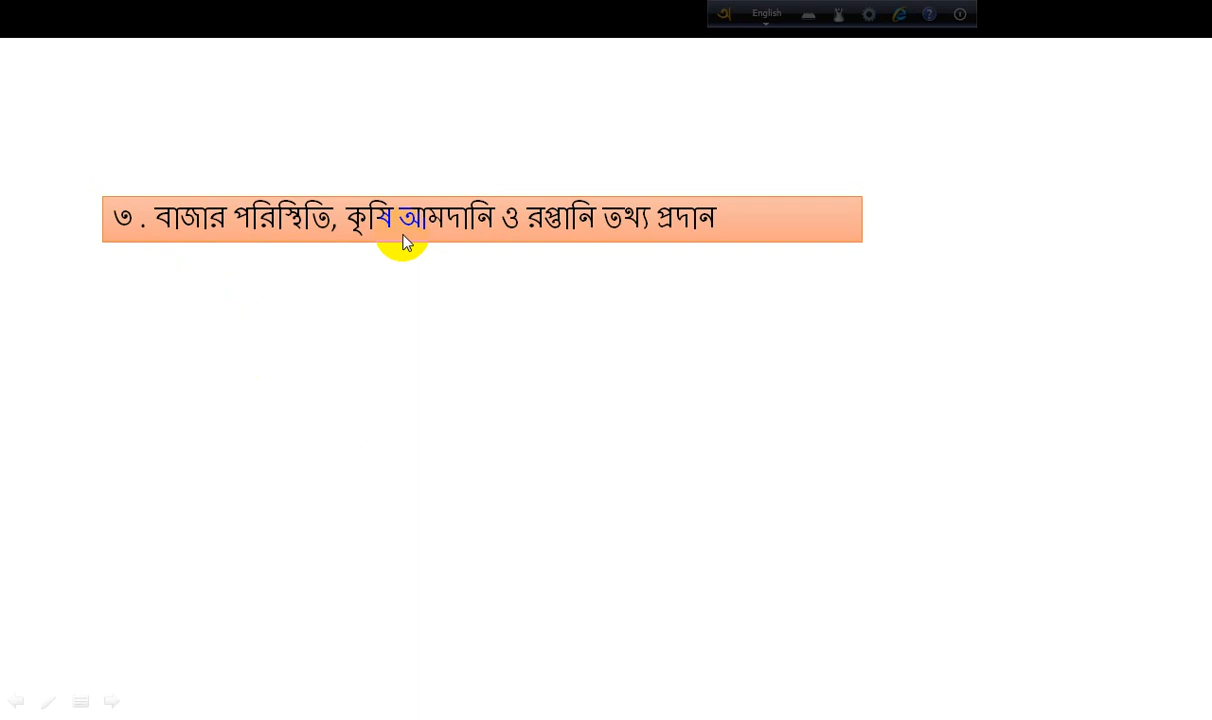 English
৩ . বাজার পরিস্থিতি, কৃষি আমদানি ও রপ্তানি তথ্য প্রদান